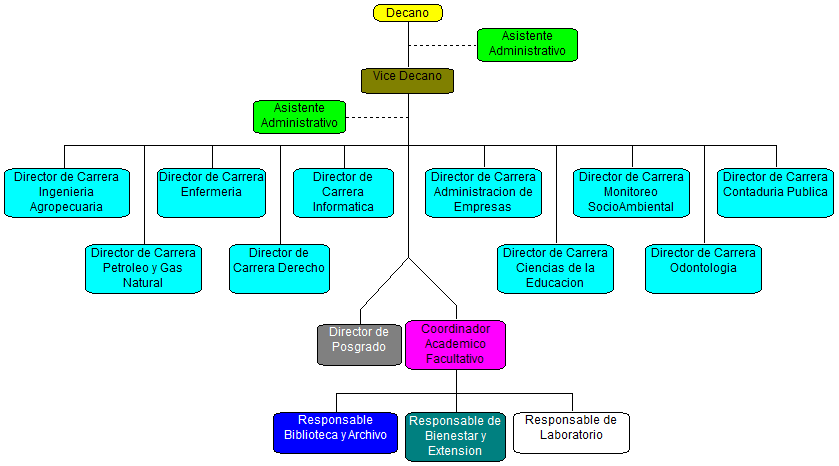 Decano
Asistente
Administrativo
Vice Decano
Asistente
Administrativo
Director de Carrera
Ingenieria
Agropecuaria
Director de Carrera
Enfermeria
Director de
Carrera
Informatica
Director de Carrera
Administracion de
Empresas
Director de Carrera
Monitoreo
SocioAmbiental
Director de Carrera
Contaduria Publica
Director de Carrera
Petroleo y Gas
Natural
Director de
Carrera Derecho
Director de Carrera
Ciencias de la
Educacion
Director de Carrera
Odontologia
Director de
Posgrado
Coordinador
Academico
Facultativo
Responsable
Biblioteca y Archivo
Responsable de
Bienestar y
Extension
Responsable de
Laboratorio